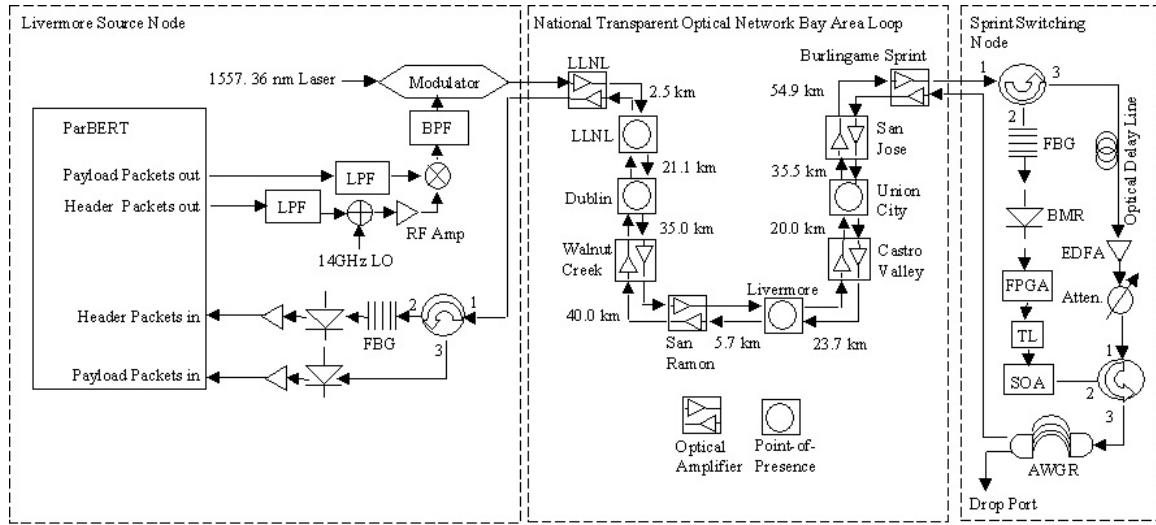 Livermore Source Node
1557. 36 nm Laser
Modulator
BPF
ParBERT
Payload Packets out
LPF
Header Packets out
LPF
RF Amp
14GHz LO
Header Packets in
FBG
2
1
3
Payload Packets in
National Transparent Optical Network Bay Area Loop
LLNL
2.5 km
LLNL
21.1 km
Dublin
35.0 km
Walnut
Creek
40.0 km
San
Ramon
5.7 km
Livermore
23.7 km
Burlingame Sprint
54.9 km
San
Jose
35.5 km
Union
City
20.0 km
Castro
Valley
Optical
Amplifier
Point-of-
Presence
Sprint Switching
Node
1
3
2
FBG
Optical Delay Line
BMR
EDFA
FPGA
Atten.
TL
1
SOA
2
3
AWGR
Drop Port